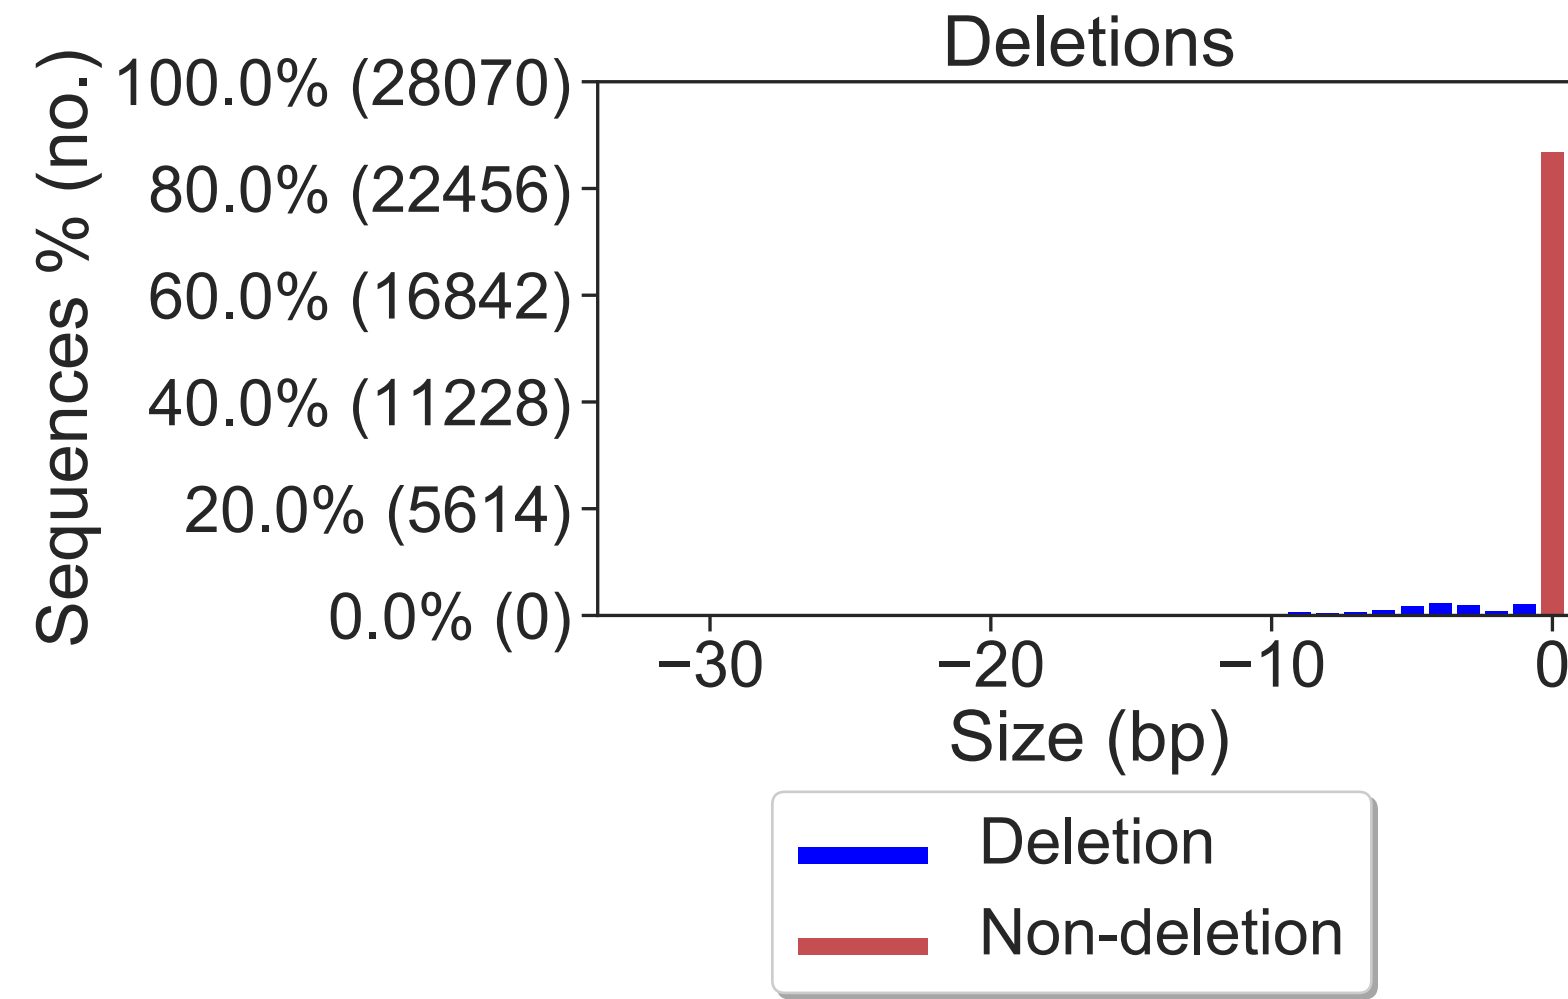 Deletions
Sequences % (no.)
100.0% (28070)
80.0% (22456)
60.0% (16842)
40.0% (11228)
20.0% (5614)
0.0% (0)
−30 −20 −10 0
Size (bp)
Deletion
Non-deletion